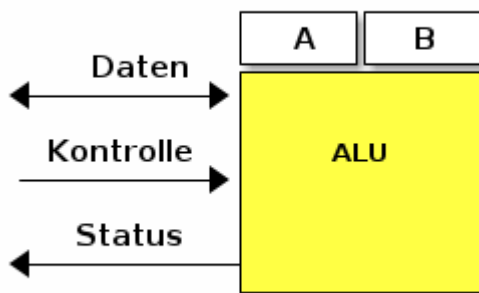 A B
Daten
Kontrolle
ALU
Status